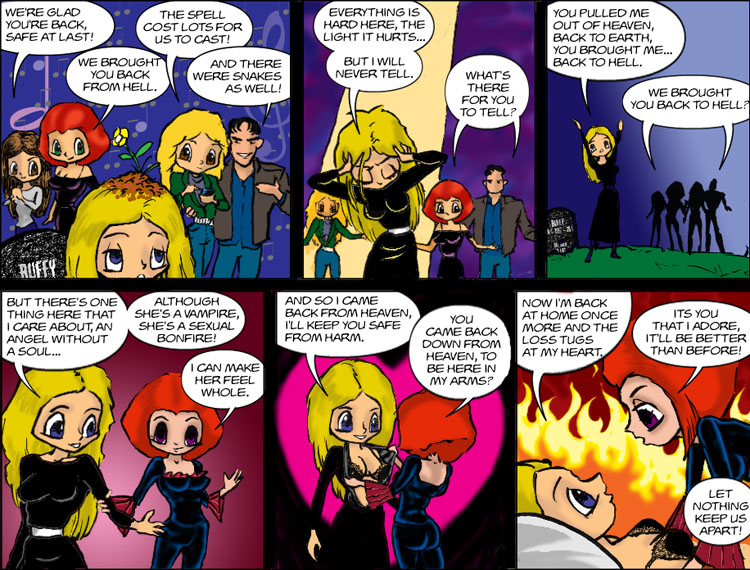 WE'RE GLAD
YOU'RE BACK,
SAFE AT LAST!
WE BROUGHT
YOU BACK
FROM HELL.
THE SPELL
COST LOTS FOR
US TO CAST!
AND THERE
WERE SNAKES
AS WELL!
BUFFY
EVERYTHING IS
HARD HERE, THE
LIGHT IT HURTS...
BUT I WILL
NEVER TELL.
WHAT'S
THERE
FOR YOU
TO TELL?
YOU PULLED ME
OUT OF HEAVEN,
BACK TO EARTH,
YOU BROUGHT ME...
BACK TO HELL.
WE BROUGHT
YOU BACK TO HELL?
BUFFY
BUT THERE'S ONE
THING HERE THAT
I CARE ABOUT, AN
ANGEL WITHOUT
A SOUL...
ALTHOUGH
SHE'S A VAMPIRE,
SHE'S A SEXUAL
BONFIRE!
I CAN MAKE
HER FEEL
WHOLE.
AND SO I CAME
BACK FROM HEAVEN,
I'LL KEEP YOU SAFE
FROM HARM.
YOU
CAME BACK
DOWN FROM
HEAVEN, TO
BE HERE IN
MY ARMS?
NOW I'M BACK
AT HOME ONCE
MORE AND THE
LOSS TUGS
AT MY HEART.
ITS YOU
THAT I ADORE,
IT'LL BE BETTER
THAN BEFORE!
LET
NOTHING
KEEP US
APART!